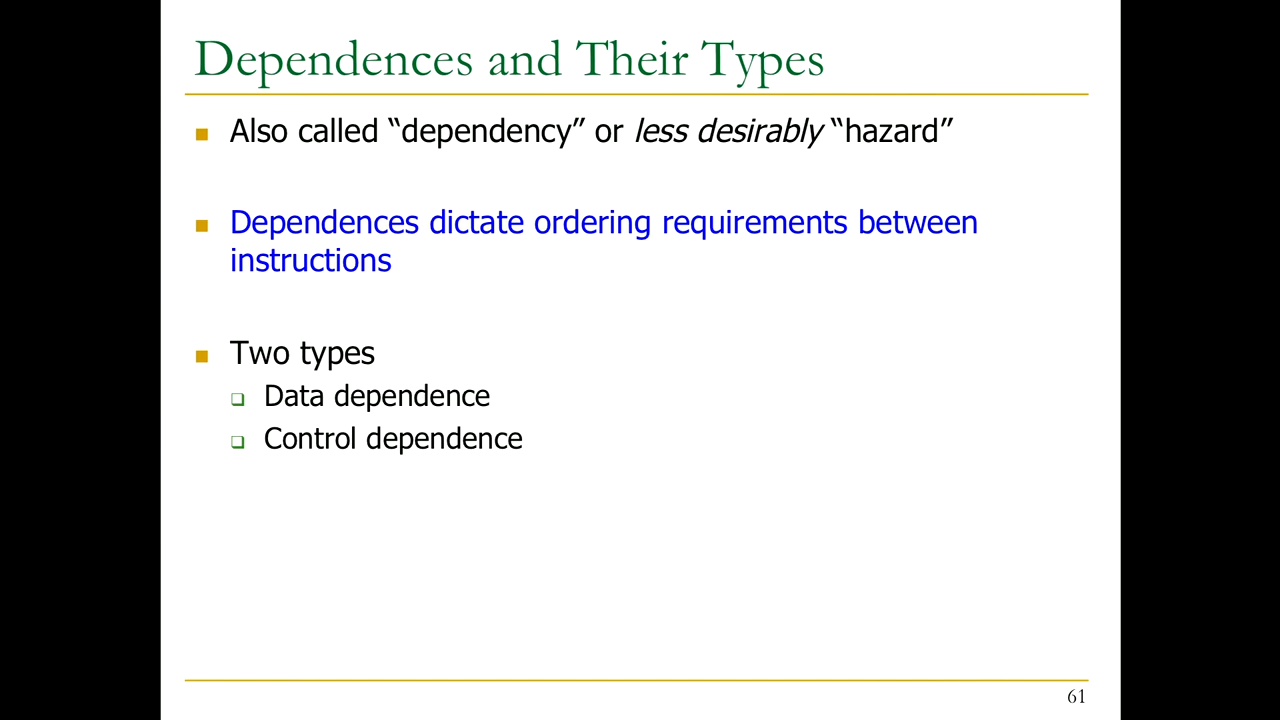 Dependences and Their Types
Also called “dependency” or less desirably “hazard”
Dependences dictate ordering requirements between
instructions
Two types
Data dependence
Control dependence
61